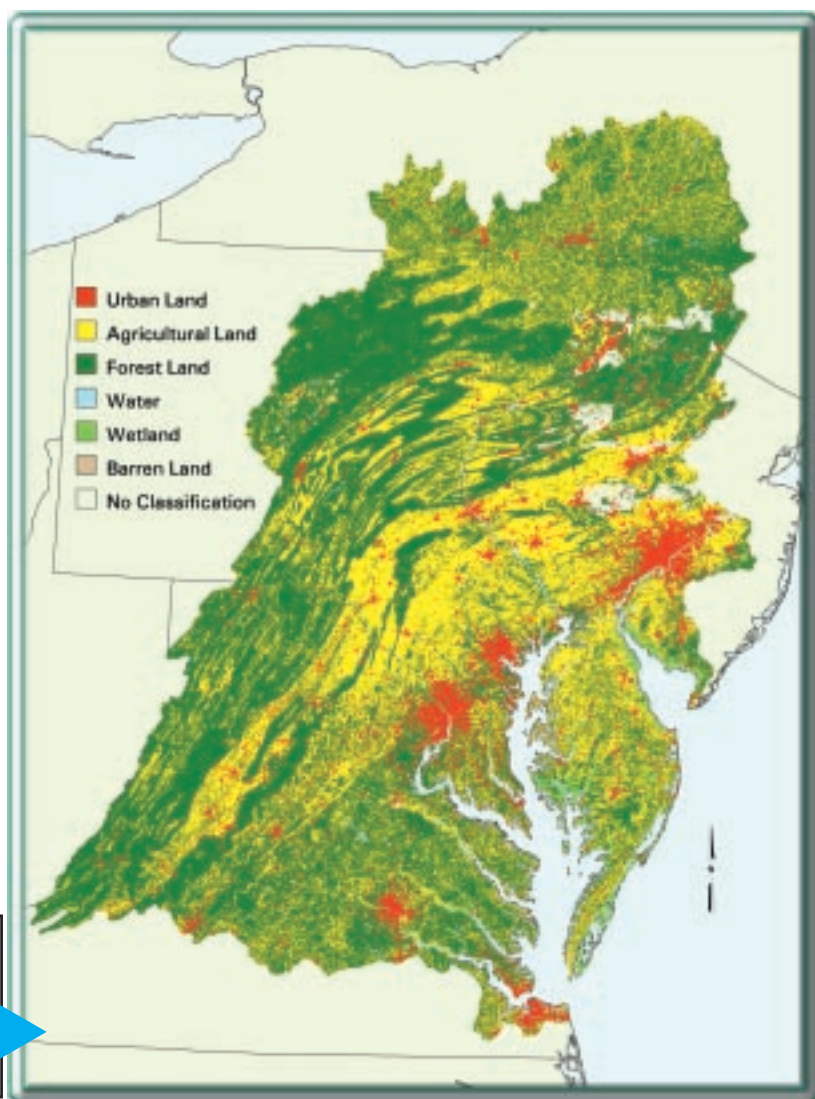 Urban Land
Agricultural Land
Forest Land
Water
Wetland
Barren Land
No Classification